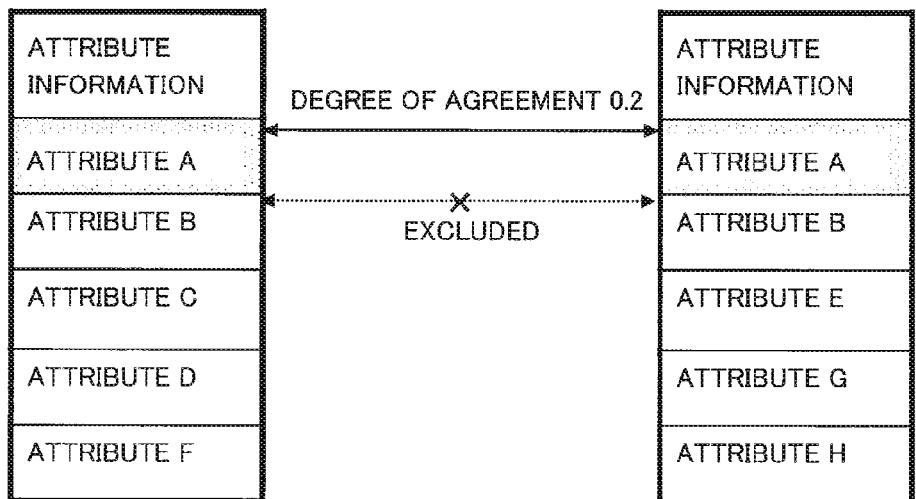 ATTRIBUTE
INFORMATION
ATTRIBUTE A
ATTRIBUTE B
ATTRIBUTE C
ATTRIBUTE D
ATTRIBUTE F
DEGREE OF AGREEMENT 0.2
EXCLUDED
ATTRIBUTE
INFORMATION
ATTRIBUTE A
ATTRIBUTE B
ATTRIBUTE E
ATTRIBUTE G
ATTRIBUTE H